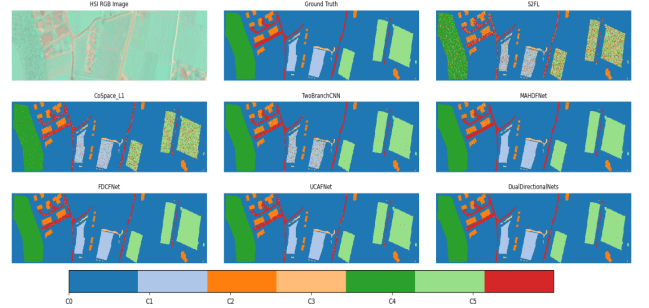 HSI RGB Image
Ground Truth
S2FL
CoSpace_L1
TwoBranchCNN
MAHDFNet
FDCFNet
UCAFNet
DualDirectionalNets
C0 C1 C2 C3 C4 C5